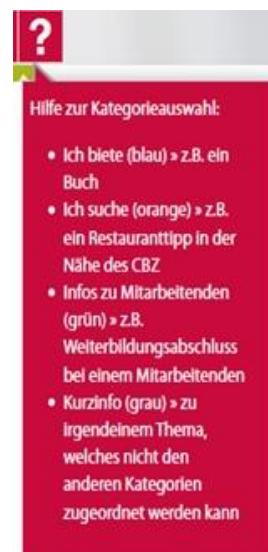 ?
Hilfe zur Kategorieauswahl:
• Ich biete (blau) » z.B. ein
Buch
• Ich suche (orange) » z.B.
ein Restauranttipp in der
Nähe des CBZ
• Infos zu Mitarbeitenden
(grün) » z.B.
Weiterbildungsabschluss
bei einem Mitarbeitenden
• Kurzinfo (grau) » zu
irgendeinem Thema,
welches nicht den
anderen Kategorien
zugeordnet werden kann